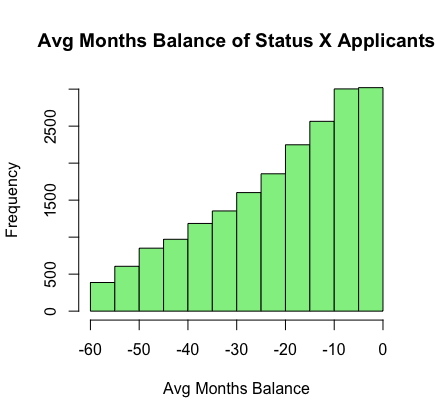 Avg Months Balance of Status X Applicants
Frequency
2500
1500
500
0
-60 -50 -40 -30 -20 -10 0
Avg Months Balance